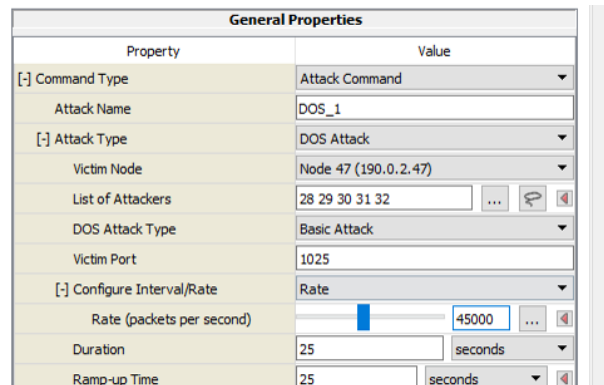 General Properties
Property Value
[-] Command Type Attack Command
Attack Name DOS_1
[-] Attack Type DOS Attack
Victim Node Node 47 (190.0.2.47)
List of Attackers 28 29 30 31 32 ...
DOS Attack Type Basic Attack
Victim Port 1025
[-] Configure Interval/Rate Rate
Rate (packets per second) 45000 ...
Duration 25 seconds
Ramp-up Time 25 seconds